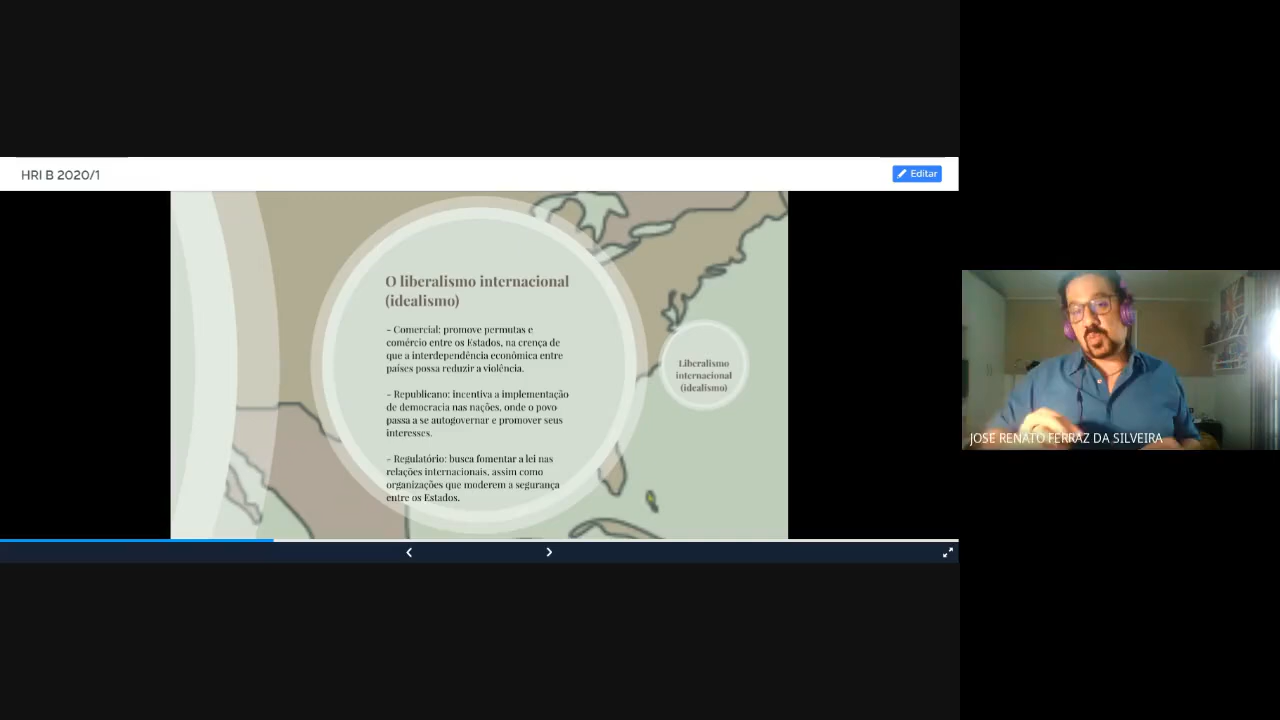 HRI B 2020/1
Editar
O liberalismo internacional
(idealismo)
- Comercial: promove permutas e
comércio entre os Estados, na crença de
que a interdependência econômica entre
países possa reduzir a violência.
- Republicano: incentiva a implementação
de democracia nas nações, onde o povo
passa a se autogovernar e promover seus
interesses.
- Regulatório: busca fomentar a lei nas
relações internacionais, assim como
organizações que moderem a segurança
entre os Estados.
Liberalismo
internacional
(idealismo)
JOSE RENATO FERRAZ DA SILVEIRA